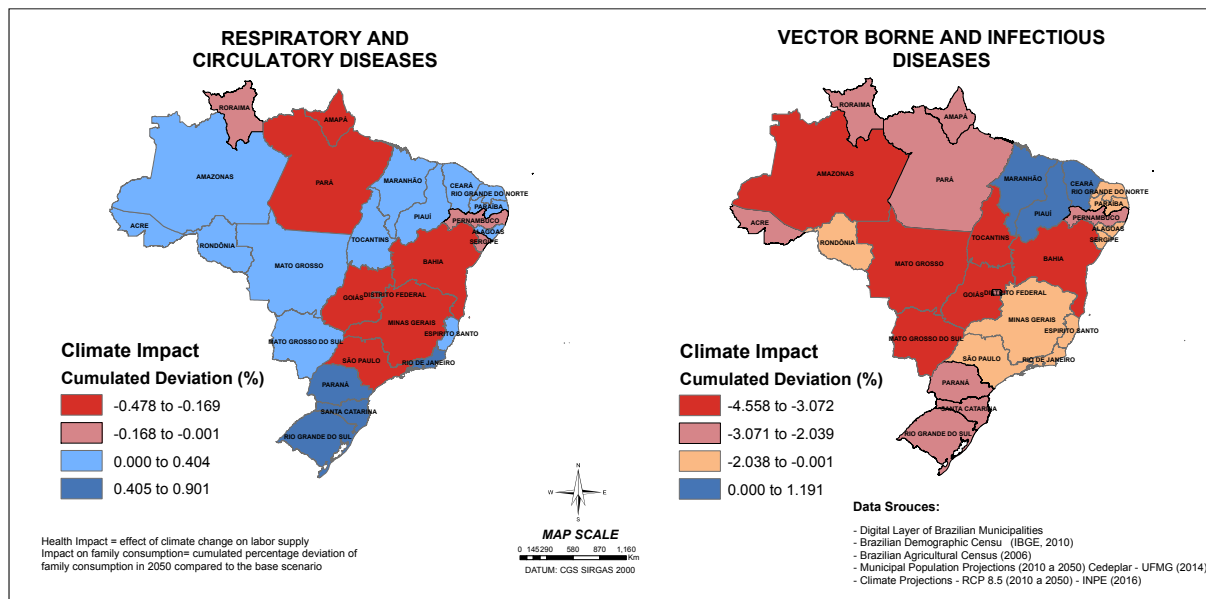 RESPIRATORY AND
CIRCULATORY DISEASES
RORAIMA
AMAPÁ
AMAZONAS
PARÁ
MARANHÃO
CEARÁ
RIO GRANDE DO NORTE
PARAÍBA
PIAUÍ
PERNAMBUCO
ALAGOAS
SERGIPE
ACRE
RONDÔNIA
TOCANTINS
MATO GROSSO
BAHIA
GOIÁS
DISTRITO FEDERAL
MINAS GERAIS
ESPIRITO SANTO
MATO GROSSO DO SUL
SÃO PAULO
RIO DE JANEIRO
PARANÁ
SANTA CATARINA
RIO GRANDE DO SUL
Climate Impact
Cumulated Deviation (%)
-0.478 to -0.169
-0.168 to -0.001
0.000 to 0.404
0.405 to 0.901
Health Impact = effect of climate change on labor supply
Impact on family consumption= cumulated percentage deviation of
family consumption in 2050 compared to the base scenario
N
W E
S
MAP SCALE
0 145290 580 870 1,160
Km
DATUM: CGS SIRGAS 2000
VECTOR BORNE AND INFECTIOUS
DISEASES
RORAIMA
AMAPÁ
AMAZONAS
PARÁ
MARANHÃO
CEARÁ
RIO GRANDE DO NORTE
PARAÍBA
PIAUÍ
PERNAMBUCO
ALAGOAS
SERGIPE
ACRE
RONDÔNIA
TOCANTINS
MATO GROSSO
BAHIA
GOIÁS
DISTRITO FEDERAL
MINAS GERAIS
ESPIRITO SANTO
MATO GROSSO DO SUL
SÃO PAULO
RIO DE JANEIRO
PARANÁ
SANTA CATARINA
RIO GRANDE DO SUL
Climate Impact
Cumulated Deviation (%)
-4.558 to -3.072
-3.071 to -2.039
-2.038 to -0.001
0.000 to 1.191
Data Srouces:
- Digital Layer of Brazilian Municipalities
- Brazilian Demographic Censu (IBGE, 2010)
- Brazilian Agricultural Census (2006)
- Municipal Population Projections (2010 a 2050) Cedeplar - UFMG (2014)
- Climate Projections - RCP 8.5 (2010 a 2050) - INPE (2016)